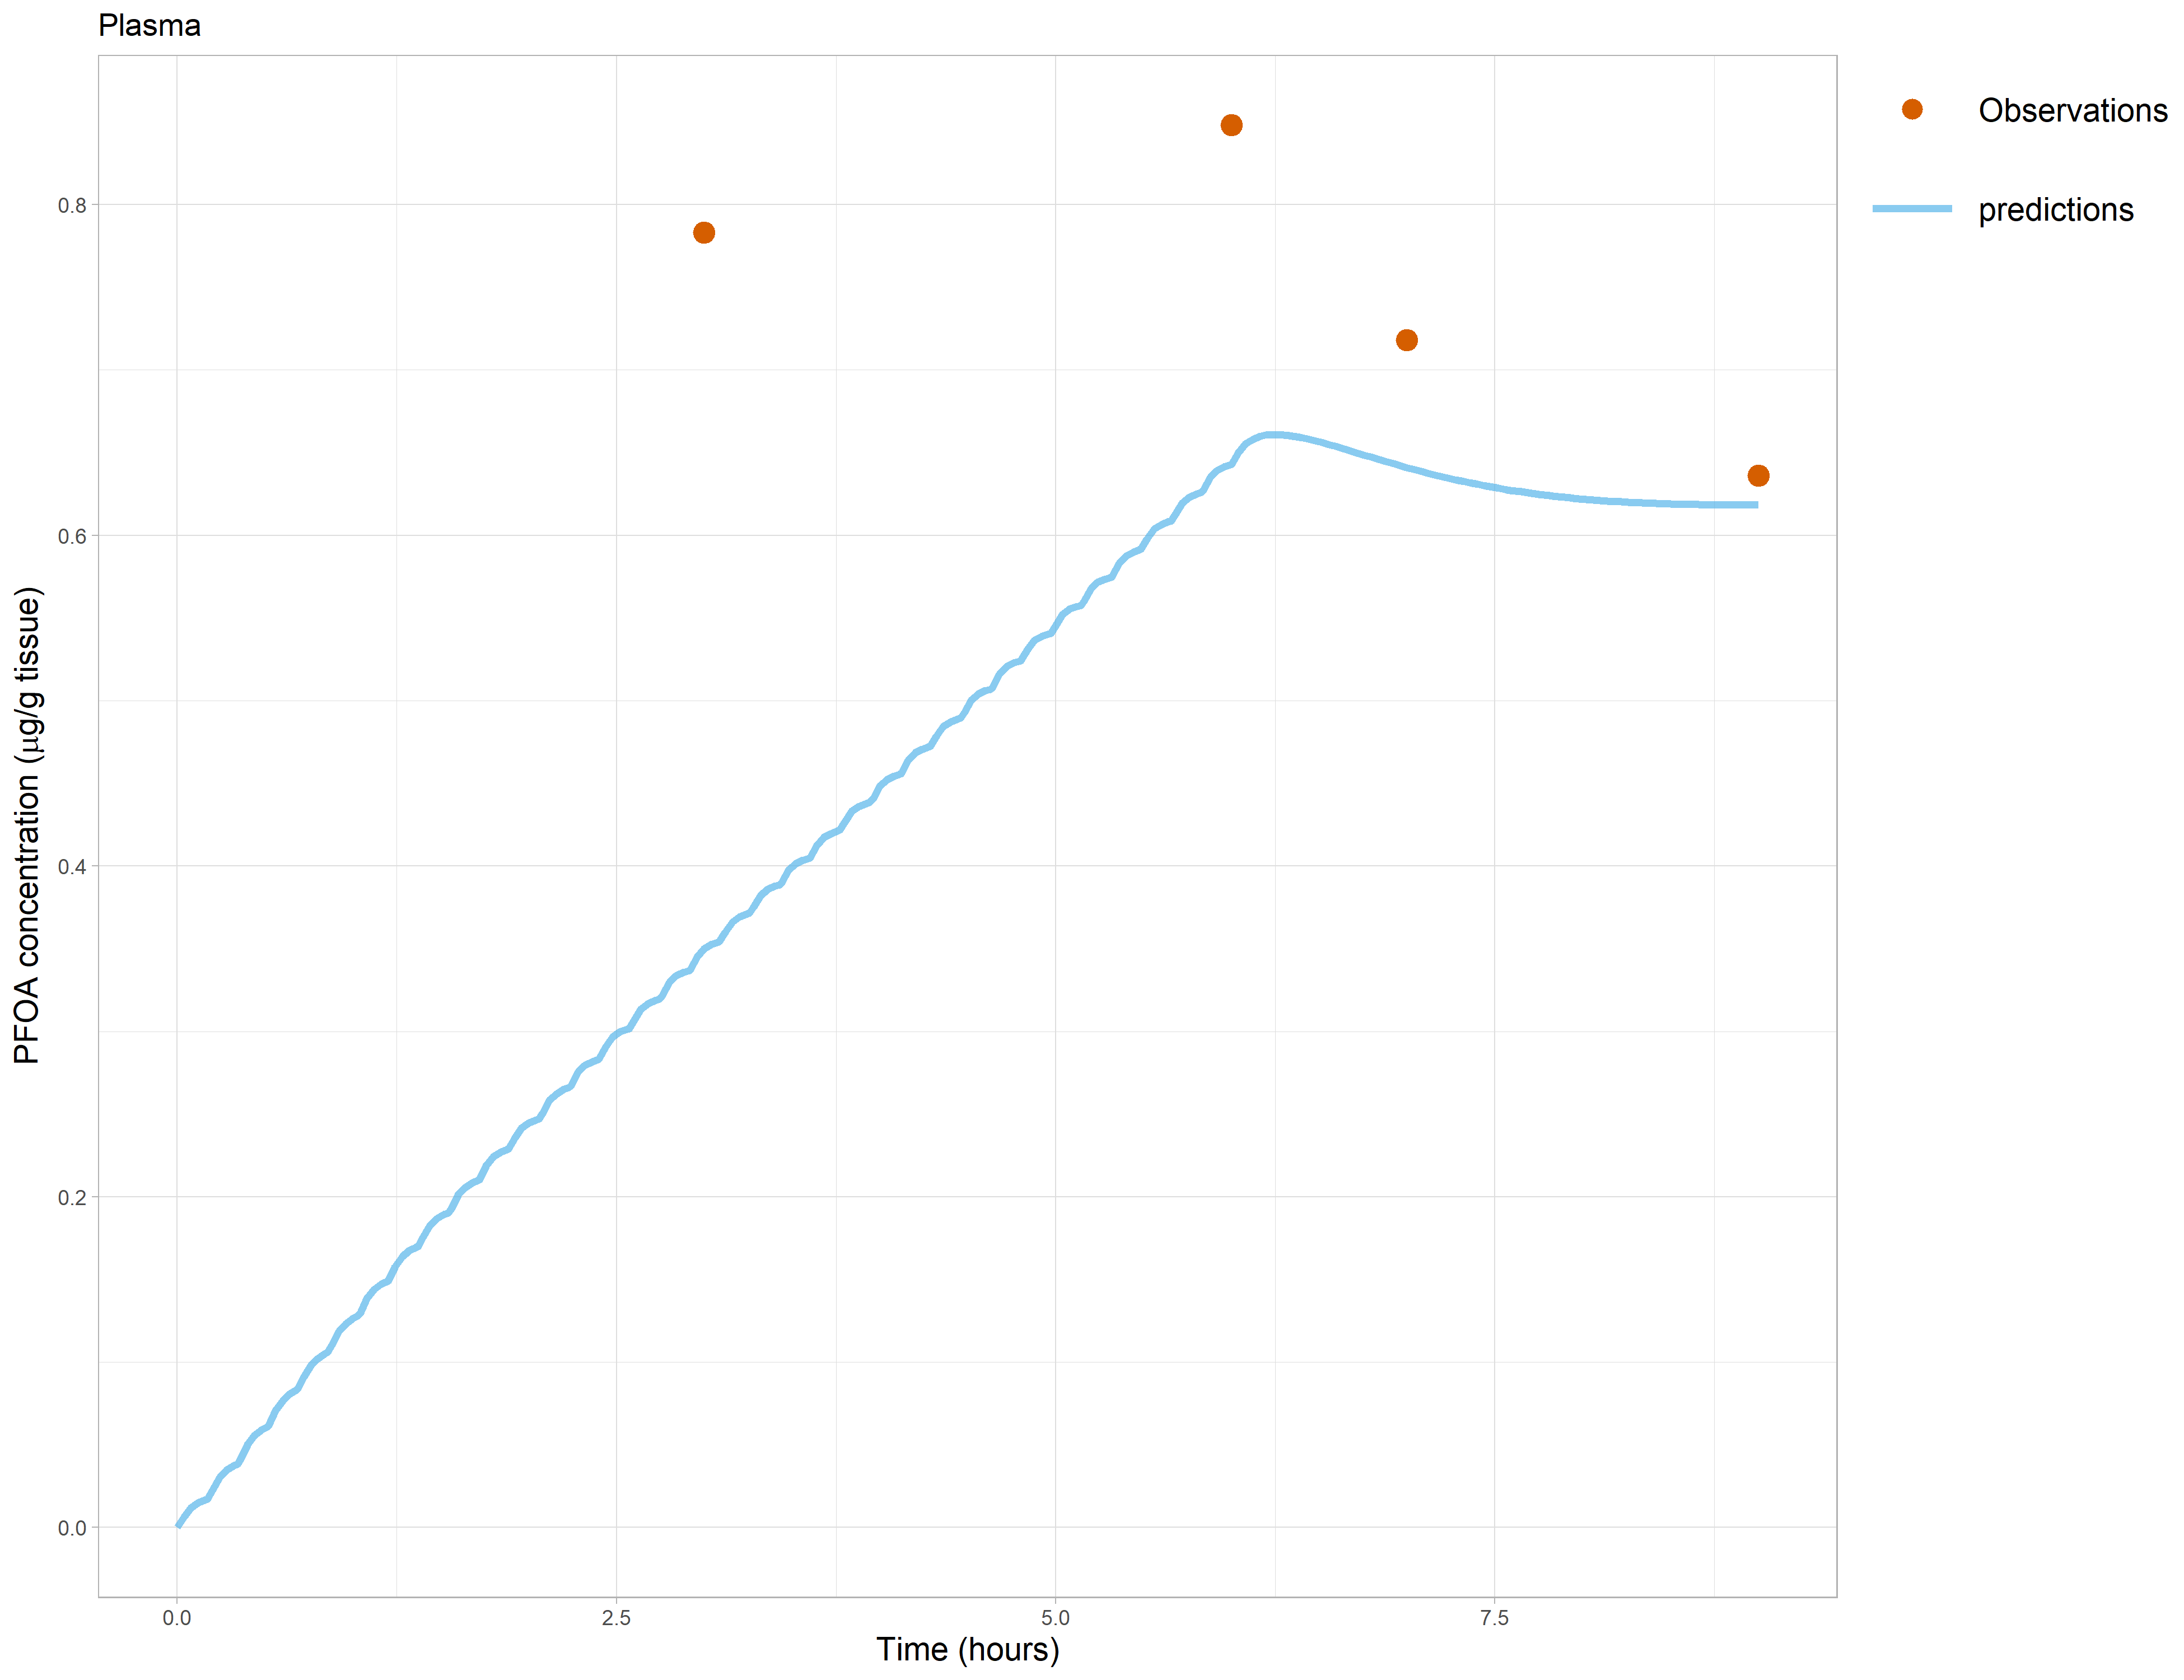 Plasma
Observations
predictions
0.8
0.6
0.4
0.2
0.0
PFOA concentration (μg/g tissue)
0.0 2.5 5.0 7.5
Time (hours)